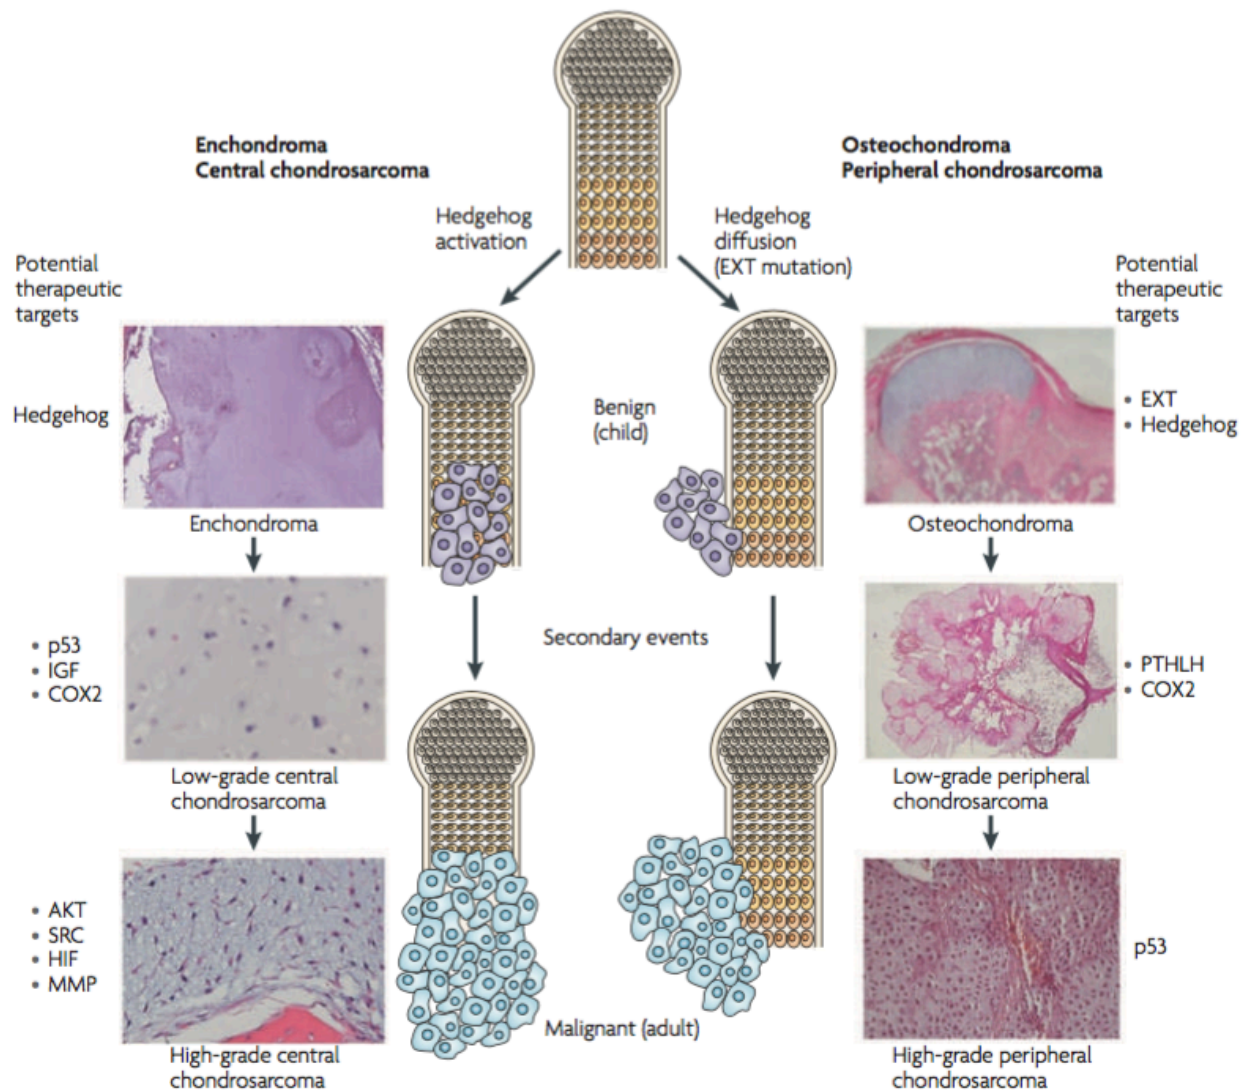 Enchondroma
Central chondrosarcoma
Osteochondroma
Peripheral chondrosarcoma
Hedgehog
activation
Hedgehog
diffusion
(EXT mutation)
Potential
therapeutic
targets
Potential
therapeutic
targets
Hedgehog
Benign
(child)
• EXT
• Hedgehog
Enchondroma
Osteochondroma
Secondary events
• p53
• IGF
• COX2
• PTHLH
• COX2
Low-grade central
chondrosarcoma
Low-grade peripheral
chondrosarcoma
• AKT
• SRC
• HIF
• MMP
p53
Malignant (adult)
High-grade central
chondrosarcoma
High-grade peripheral
chondrosarcoma